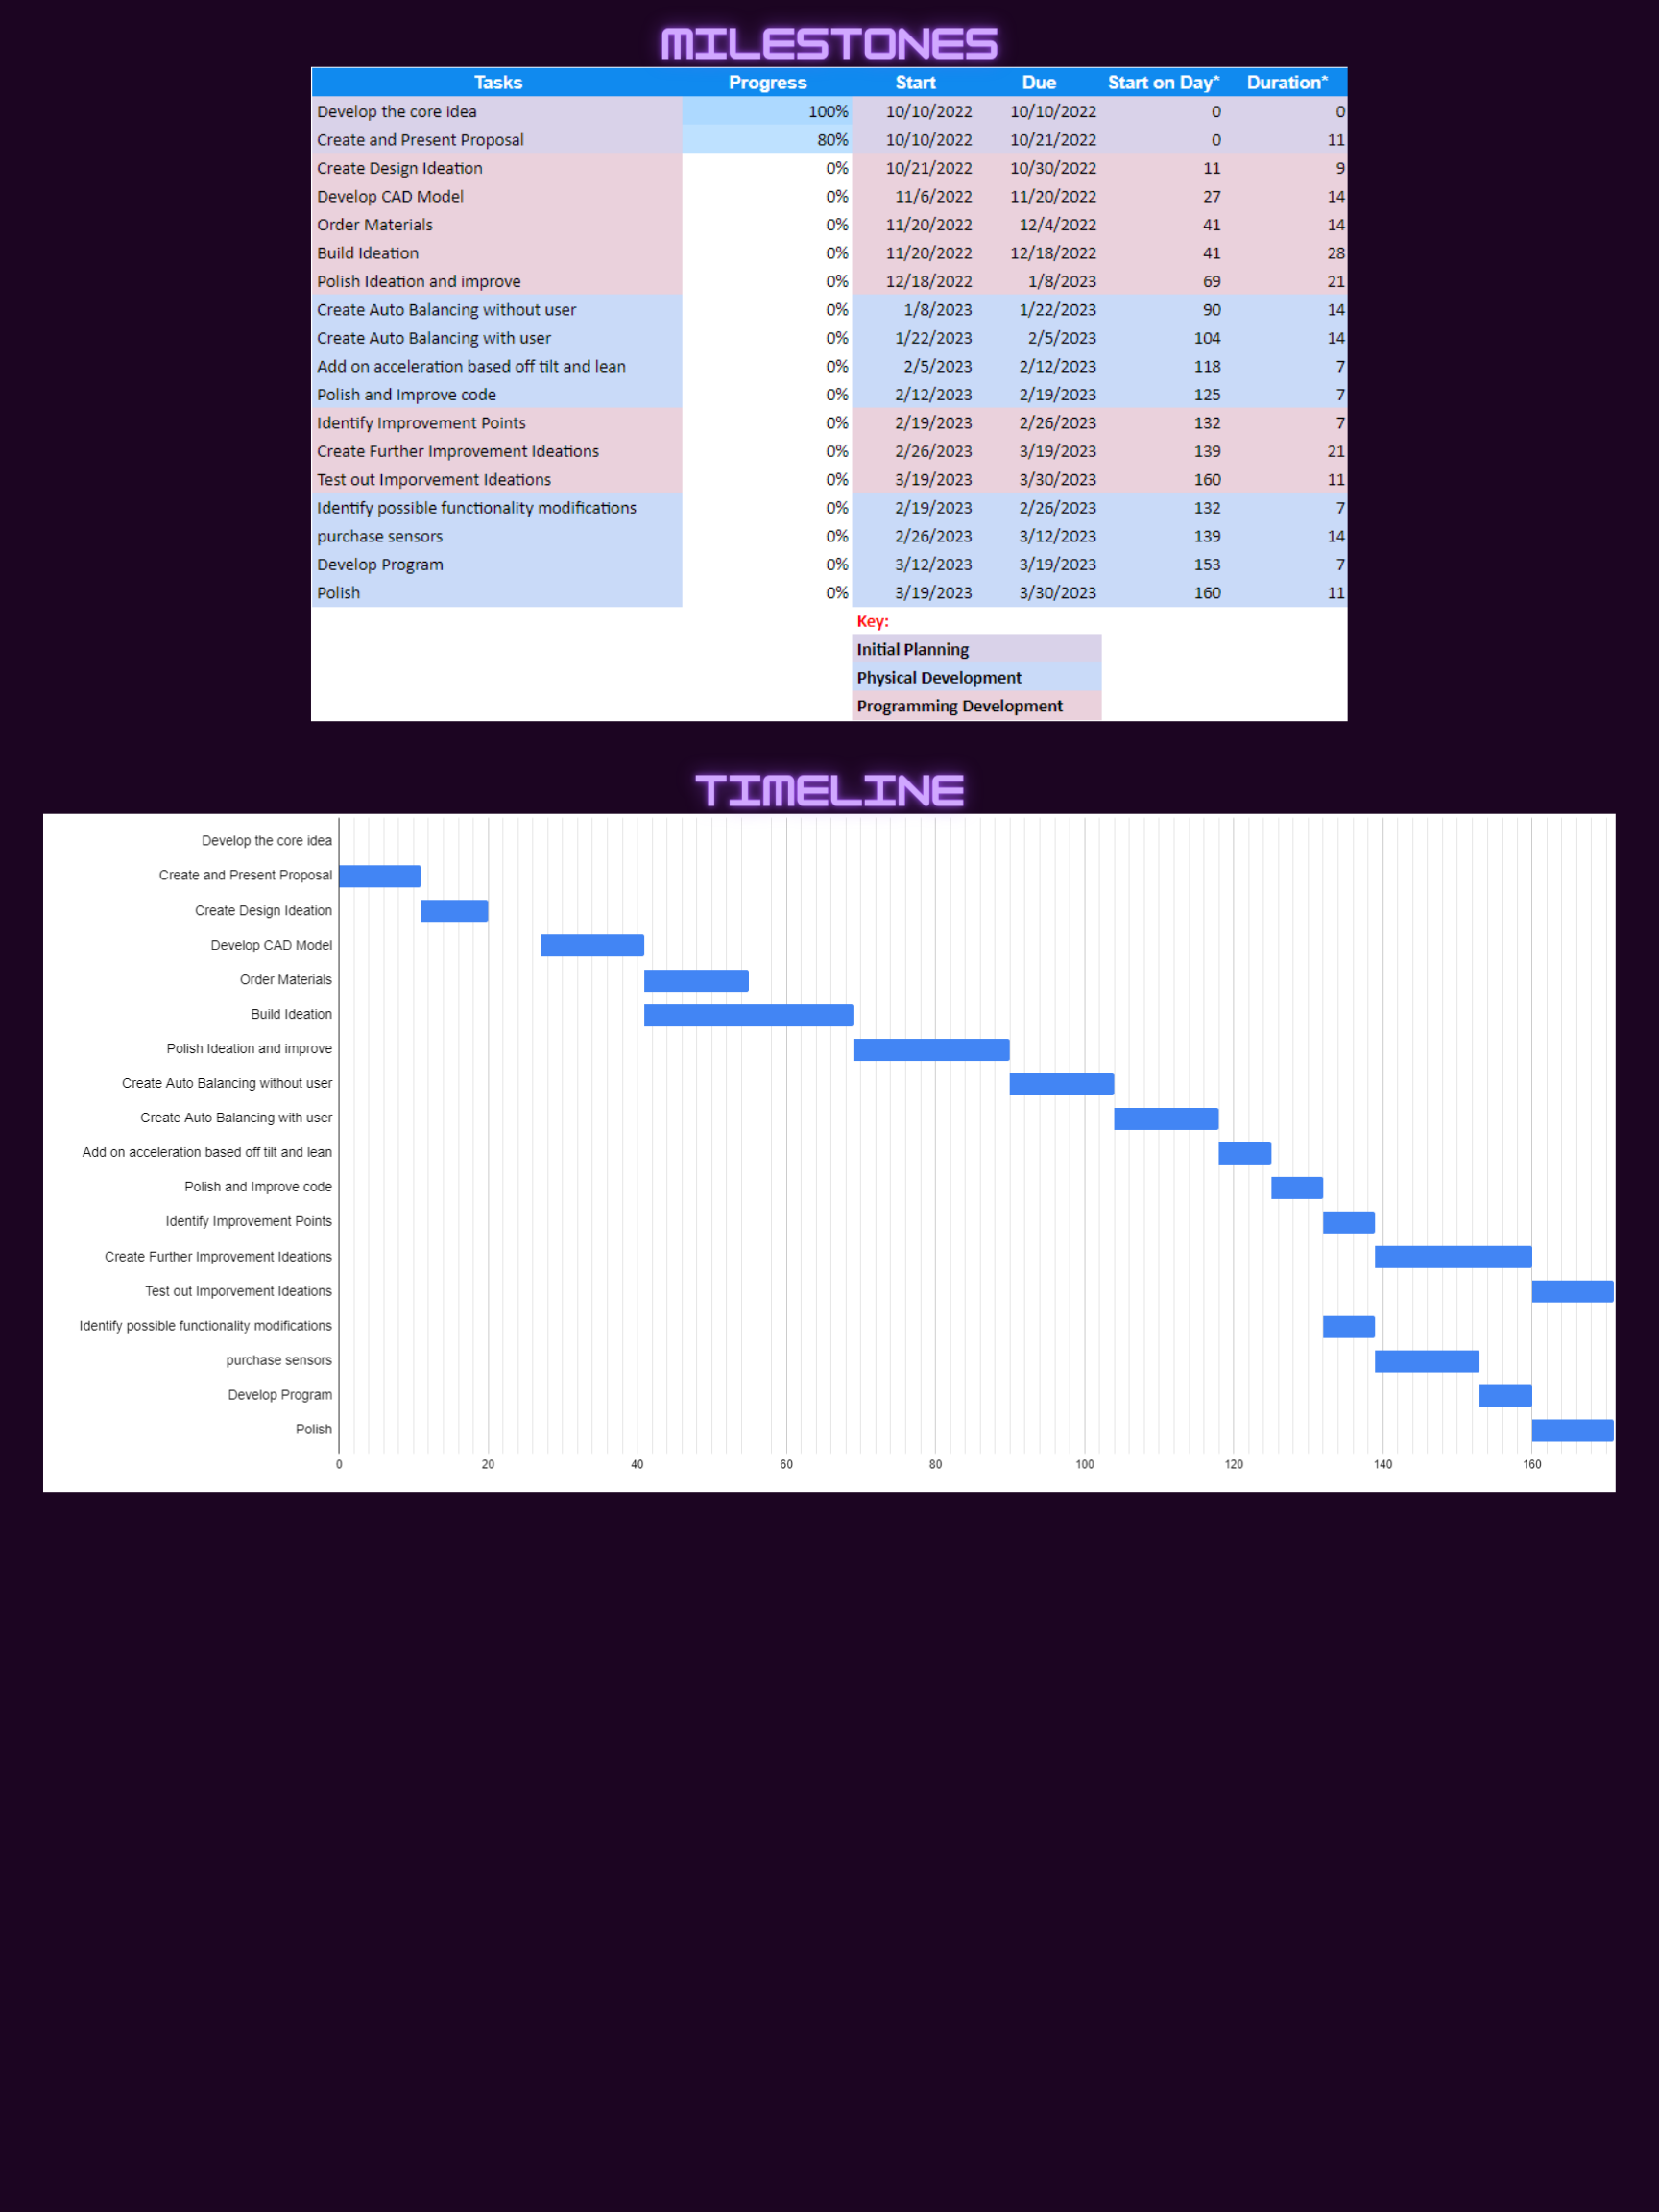 MILESTONES
Tasks Progress Start Due Start on Day* Duration*
Develop the core idea 100% 10/10/2022 10/10/2022 0 0
Create and Present Proposal 80% 10/10/2022 10/21/2022 0 11
Create Design Ideation 0% 10/21/2022 10/30/2022 11 9
Develop CAD Model 0% 11/6/2022 11/20/2022 27 14
Order Materials 0% 11/20/2022 12/4/2022 41 14
Build Ideation 0% 11/20/2022 12/18/2022 41 28
Polish Ideation and improve 0% 12/18/2022 1/8/2023 69 21
Create Auto Balancing without user 0% 1/8/2023 1/22/2023 90 14
Create Auto Balancing with user 0% 1/22/2023 2/5/2023 104 14
Add on acceleration based off tilt and lean 0% 2/5/2023 2/12/2023 118 7
Polish and Improve code 0% 2/12/2023 2/19/2023 125 7
Identify Improvement Points 0% 2/19/2023 2/26/2023 132 7
Create Further Improvement Ideations 0% 2/26/2023 3/19/2023 139 21
Test out Imporvement Ideations 0% 3/19/2023 3/30/2023 160 11
Identify possible functionality modifications 0% 2/19/2023 2/26/2023 132 7
purchase sensors 0% 2/26/2023 3/12/2023 139 14
Develop Program 0% 3/12/2023 3/19/2023 153 7
Polish 0% 3/19/2023 3/30/2023 160 11
Key:
Initial Planning
Physical Development
Programming Development
TIMELINE
Develop the core idea
Create and Present Proposal
Create Design Ideation
Develop CAD Model
Order Materials
Build Ideation
Polish Ideation and improve
Create Auto Balancing without user
Create Auto Balancing with user
Add on acceleration based off tilt and lean
Polish and Improve code
Identify Improvement Points
Create Further Improvement Ideations
Test out Imporvement Ideations
Identify possible functionality modifications
purchase sensors
Develop Program
Polish
0 20 40 60 80 100 120 140 160